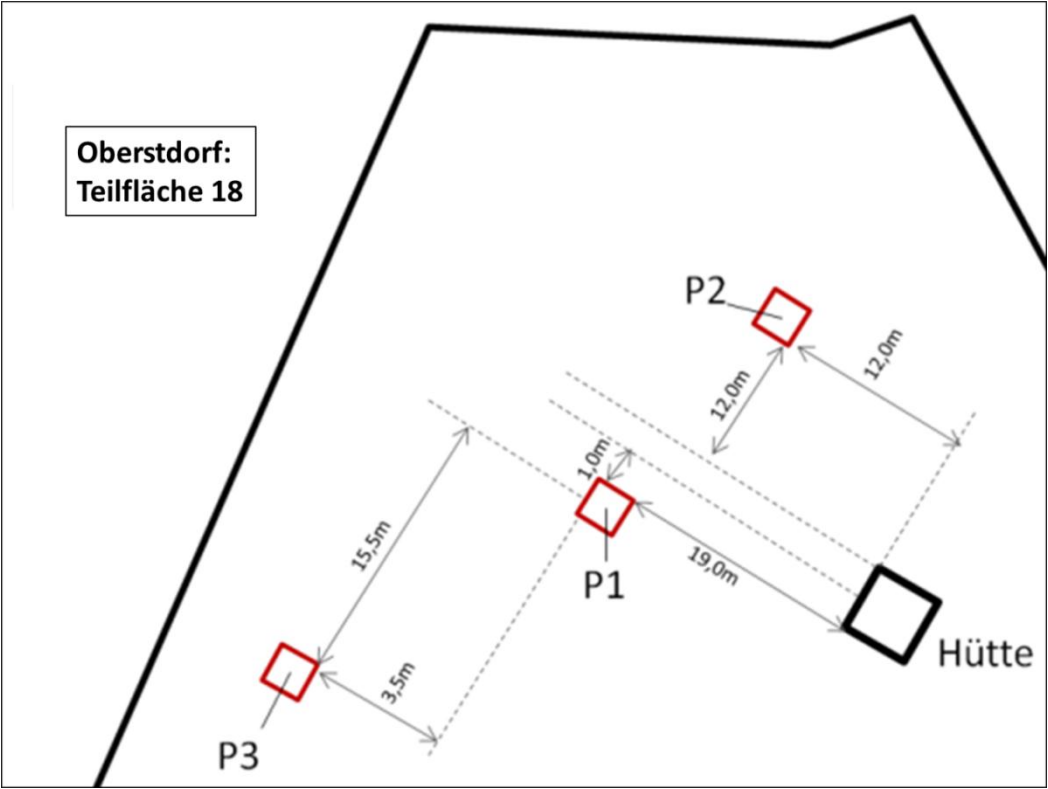 Oberstdorf:
Teilfläche 18
P2
12,0m
12,0m
1,0m
15,5m
19,0m
P1
Hütte
3,5m
P3